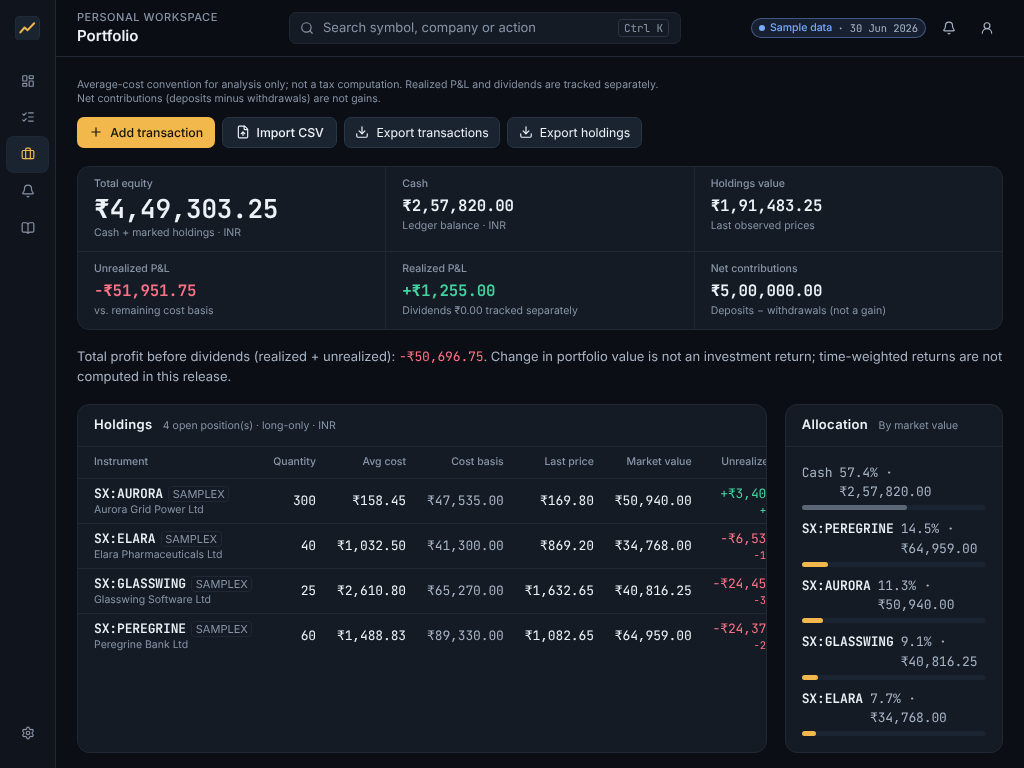 PERSONAL WORKSPACE
Portfolio
Search symbol, company or action
Ctrl K
Sample data · 30 Jun 2026
Average-cost convention for analysis only; not a tax computation. Realized P&L and dividends are tracked separately.
Net contributions (deposits minus withdrawals) are not gains.
Add transaction
Import CSV
Export transactions
Export holdings
Total equity
₹4,49,303.25
Cash + marked holdings · INR
Cash
₹2,57,820.00
Ledger balance · INR
Holdings value
₹1,91,483.25
Last observed prices
Unrealized P&L
-₹51,951.75
vs. remaining cost basis
Realized P&L
+₹1,255.00
Dividends ₹0.00 tracked separately
Net contributions
₹5,00,000.00
Deposits − withdrawals (not a gain)
Total profit before dividends (realized + unrealized): -₹50,696.75. Change in portfolio value is not an investment return; time-weighted returns are not
computed in this release.
Holdings 4 open position(s) · long-only · INR
Instrument Quantity Avg cost Cost basis Last price Market value Unrealize
SX:AURORA SAMPLEX 300 ₹158.45 ₹47,535.00 ₹169.80 ₹50,940.00 +₹3,40
Aurora Grid Power Ltd +
SX:ELARA SAMPLEX 40 ₹1,032.50 ₹41,300.00 ₹869.20 ₹34,768.00 -₹6,53
Elara Pharmaceuticals Ltd -1
SX:GLASSWING SAMPLEX 25 ₹2,610.80 ₹65,270.00 ₹1,632.65 ₹40,816.25 -₹24,45
Glasswing Software Ltd -3
SX:PEREGRINE SAMPLEX 60 ₹1,488.83 ₹89,330.00 ₹1,082.65 ₹64,959.00 -₹24,37
Peregrine Bank Ltd -2
Allocation By market value
Cash 57.4% ·
₹2,57,820.00
SX:PEREGRINE 14.5% ·
₹64,959.00
SX:AURORA 11.3% ·
₹50,940.00
SX:GLASSWING 9.1% ·
₹40,816.25
SX:ELARA 7.7% ·
₹34,768.00